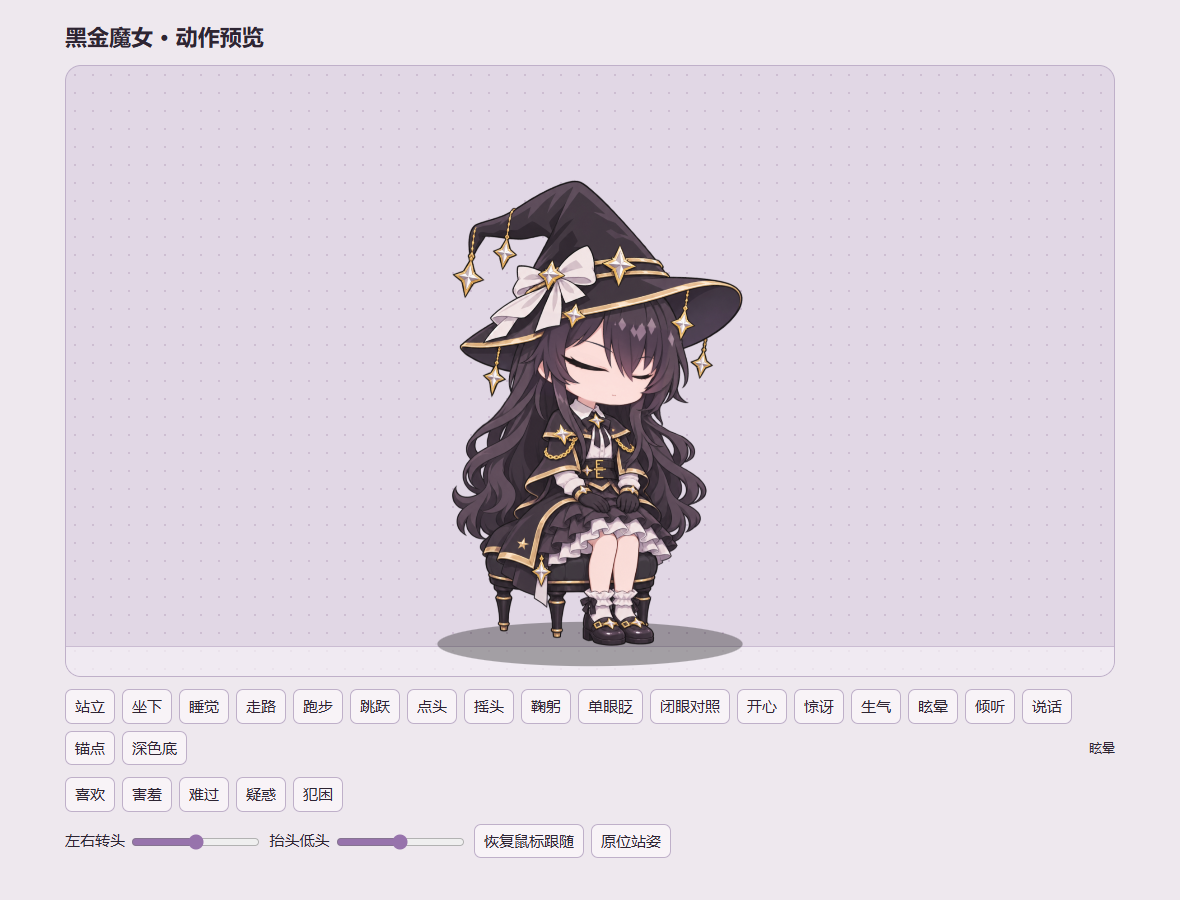 黑金魔女 • 动作预览
站立 坐下 睡觉 走路 跑步 跳跃 点头 摇头 鞠躬 单眼眨 闭眼对照 开心 惊讶 生气 眩晕 倾听 说话
锚点 深色底 眩晕
喜欢 害羞 难过 疑惑 犯困
左右转头 抬头低头 恢复鼠标跟随 原位站姿